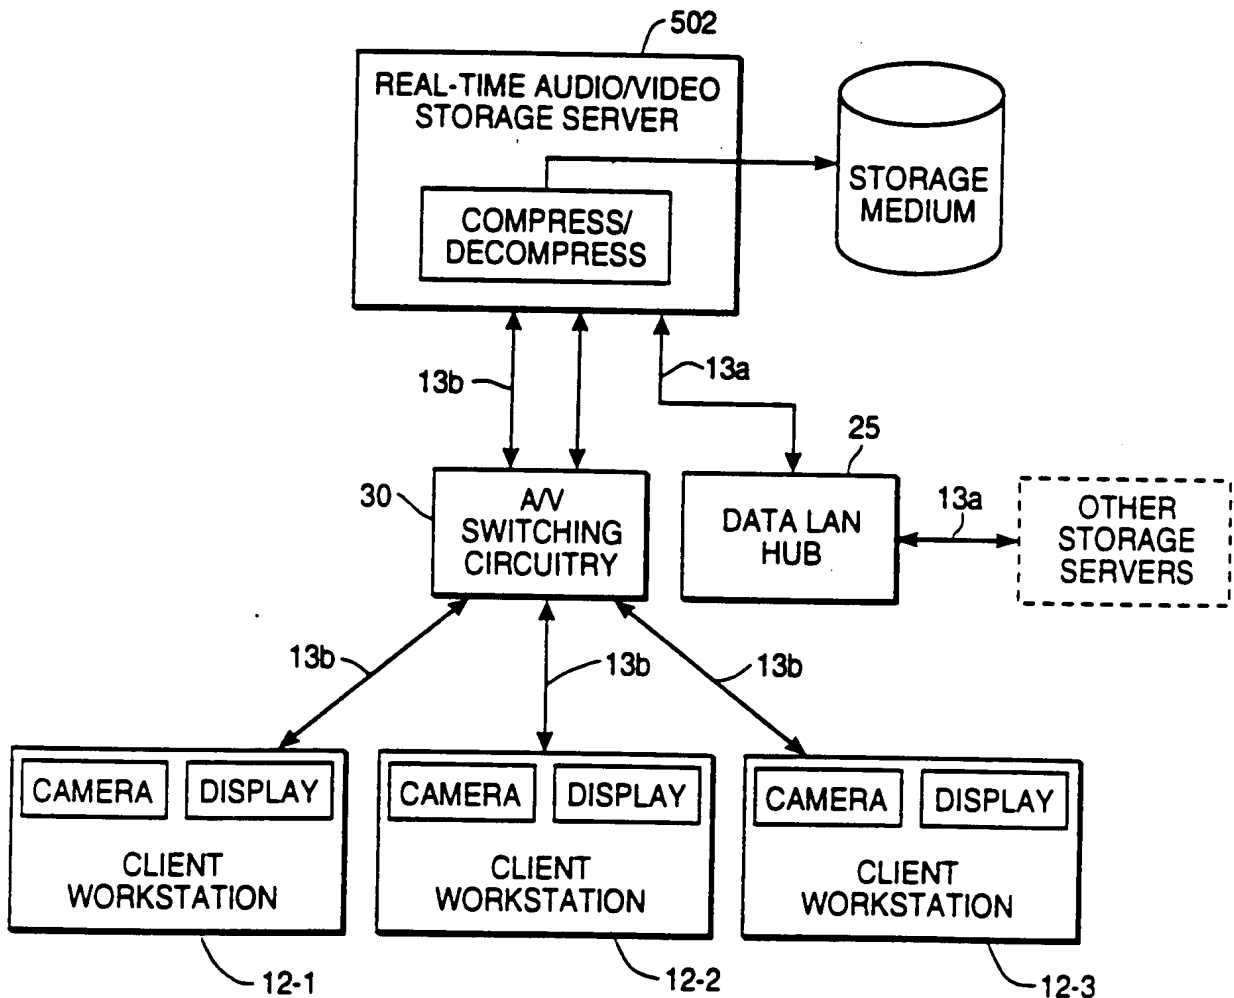 502
REAL-TIME AUDIO/VIDEO
STORAGE SERVER
COMPRESS/
DECOMPRESS
STORAGE
MEDIUM
13b
13a
25
30
A/V
SWITCHING
CIRCUITRY
DATA LAN
HUB
13a
OTHER
STORAGE
SERVERS
13b
13b
13b
CAMERA
DISPLAY
CLIENT
WORKSTATION
CAMERA
DISPLAY
CLIENT
WORKSTATION
CAMERA
DISPLAY
CLIENT
WORKSTATION
12-1
12-2
12-3